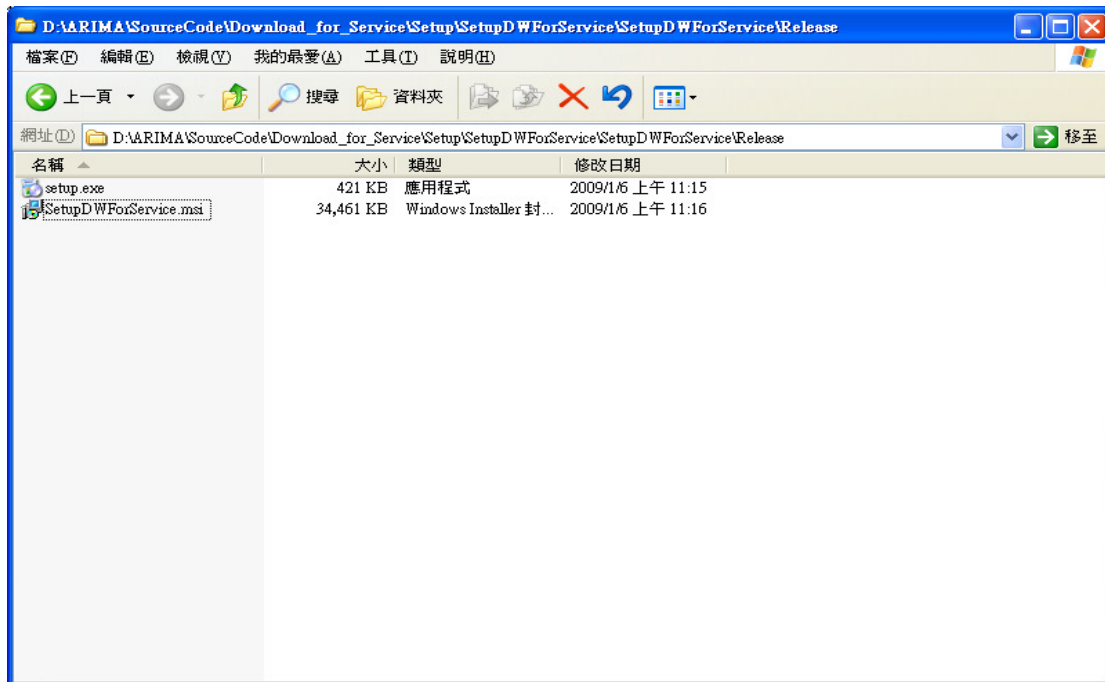 D:\ARIMA\SourceCode\Download_for_Service\Setup\SetupDWForService\SetupDWForService\Release
檔案(F) 編輯(E) 檢視(V) 我的最愛(A) 工具(T) 說明(H)
上一頁 搜尋 資料夾
網址(D) D:\ARIMA\SourceCode\Download_for_Service\Setup\SetupDWForService\SetupDWForService\Release 移至
名稱 大小 類型 修改日期
setup.exe 421 KB 應用程式 2009/1/6 上午 11:15
SetupDWForService.msi 34,461 KB Windows Installer 封... 2009/1/6 上午 11:16